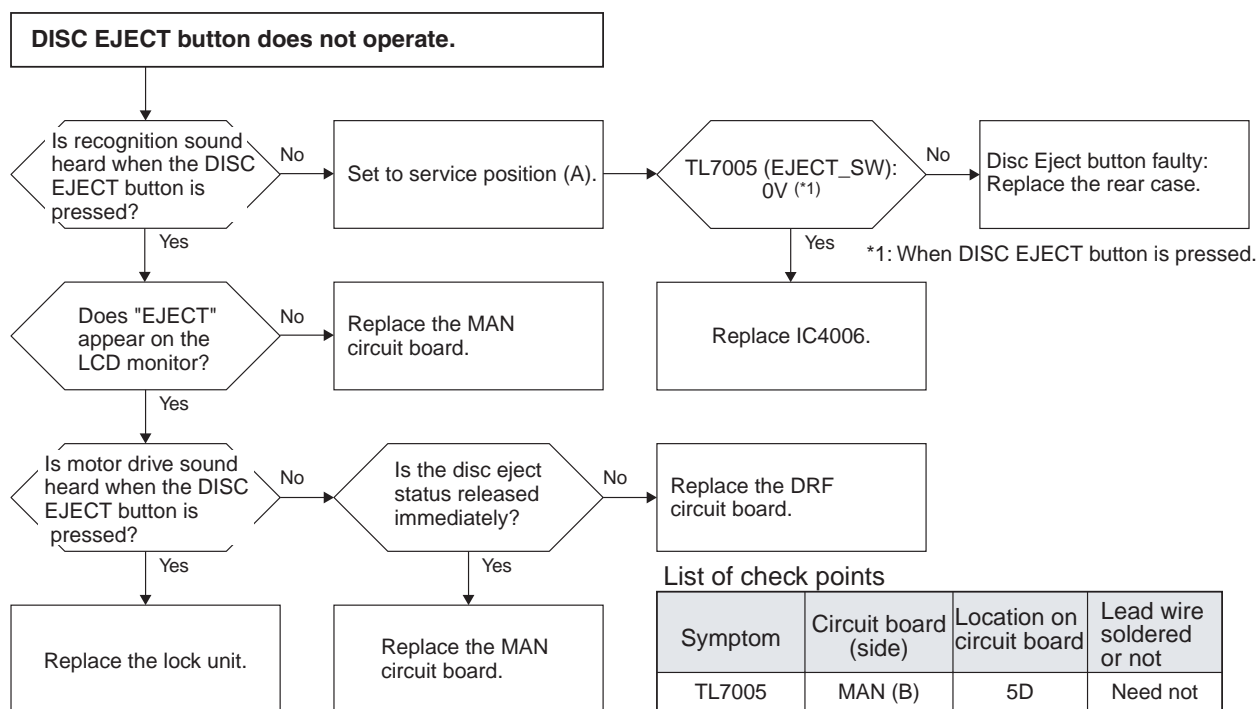 DISC EJECT button does not operate.
Is recognition sound
heard when the DISC
EJECT button is
pressed?
No
Set to service position (A).
TL7005 (EJECT_SW):
0V (*1)
No
Disc Eject button faulty:
Replace the rear case.
Yes
Yes
*1: When DISC EJECT button is pressed.
Does "EJECT"
appear on the
LCD monitor?
No
Replace the MAN
circuit board.
Replace IC4006.
Yes
Is motor drive sound
heard when the DISC
EJECT button is
pressed?
No
Is the disc eject
status released
immediately?
No
Replace the DRF
circuit board.
Yes
Yes
Replace the lock unit.
Replace the MAN
circuit board.
List of check points
Symptom
Circuit board
(side)
Location on
circuit board
Lead wire
soldered
or not
TL7005
MAN (B)
5D
Need not